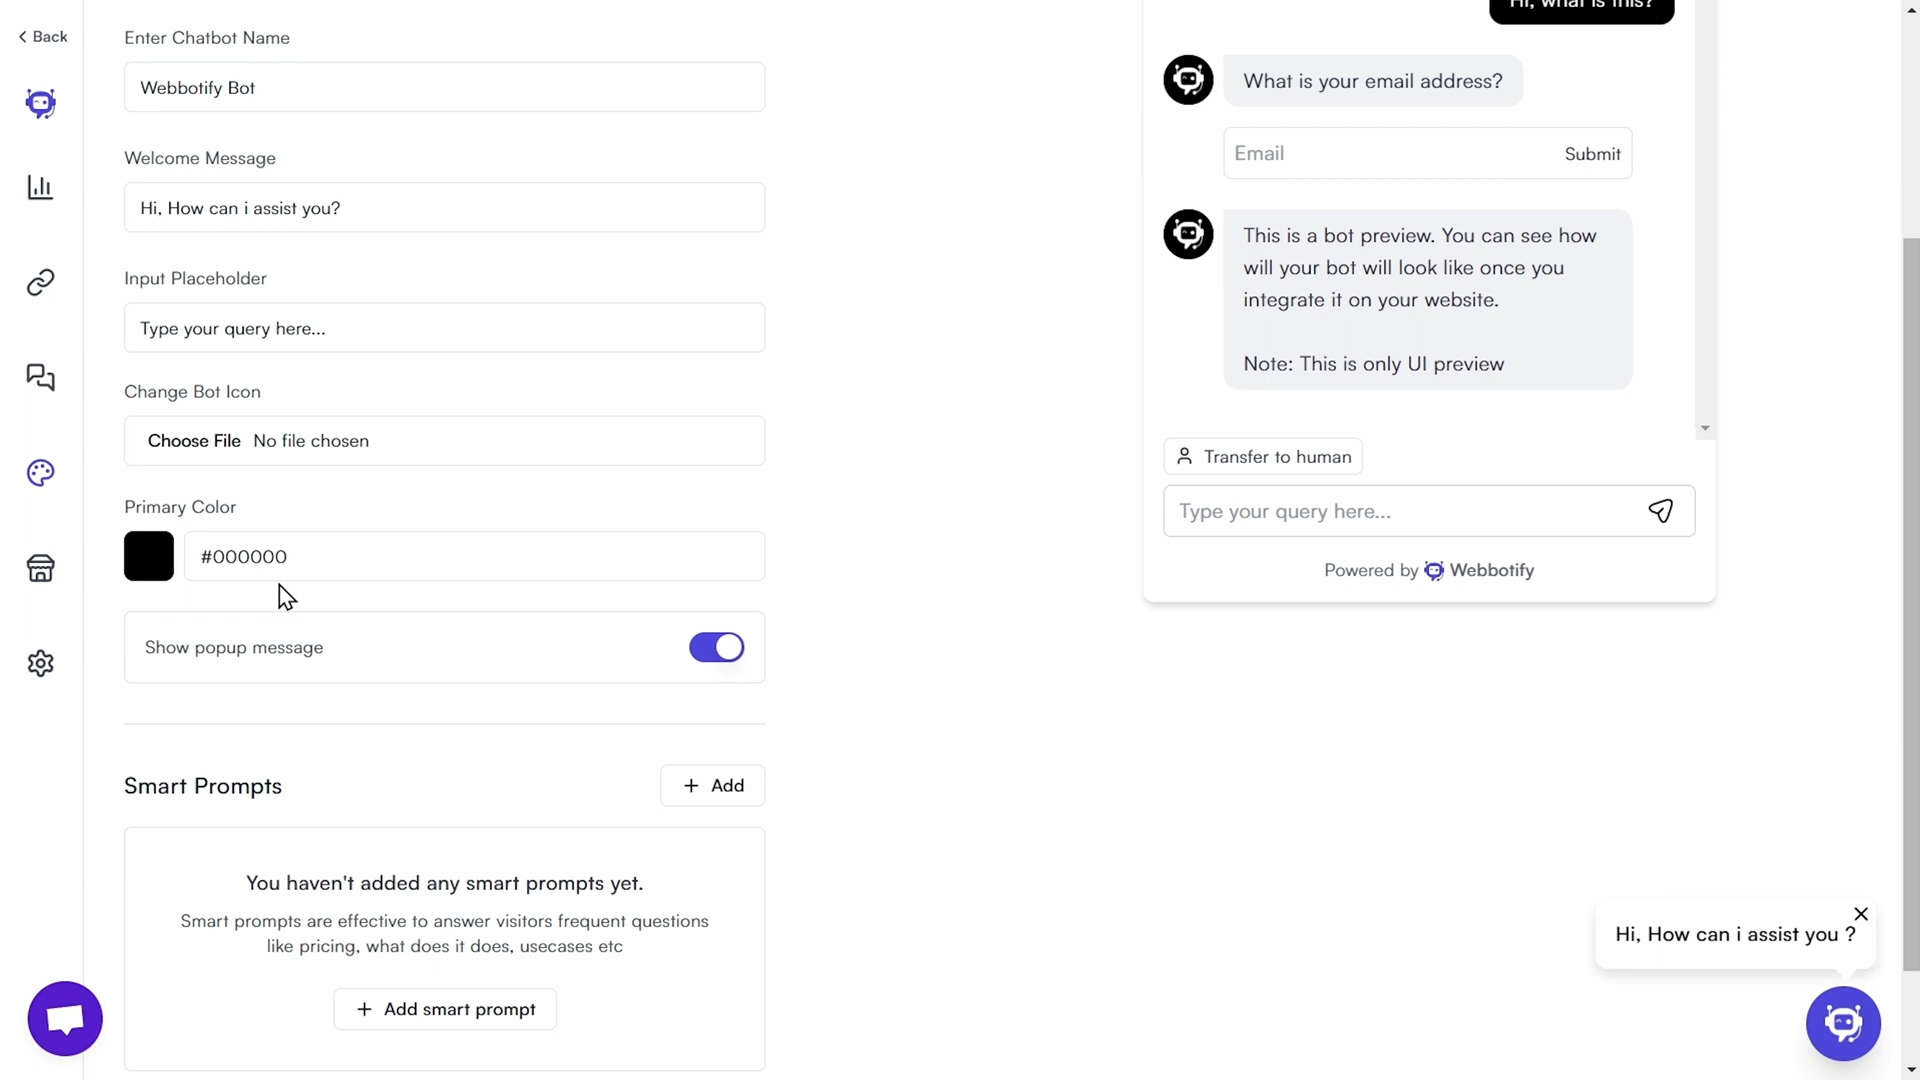 Back
Enter Chatbot Name
Webbotify Bot
Welcome Message
Hi, How can i assist you?
Input Placeholder
Type your query here...
Change Bot Icon
Choose File No file chosen
Primary Color
#000000
Show popup message
Smart Prompts
Add
You haven't added any smart prompts yet.
Smart prompts are effective to answer visitors frequent questions
like pricing, what does it does, usecases etc
Add smart prompt
Hi, what is this?
What is your email address?
Email
Submit
This is a bot preview. You can see how
will your bot will look like once you
integrate it on your website.
Note: This is only UI preview
Transfer to human
Type your query here...
Powered by Webbotify
Hi, How can i assist you ?